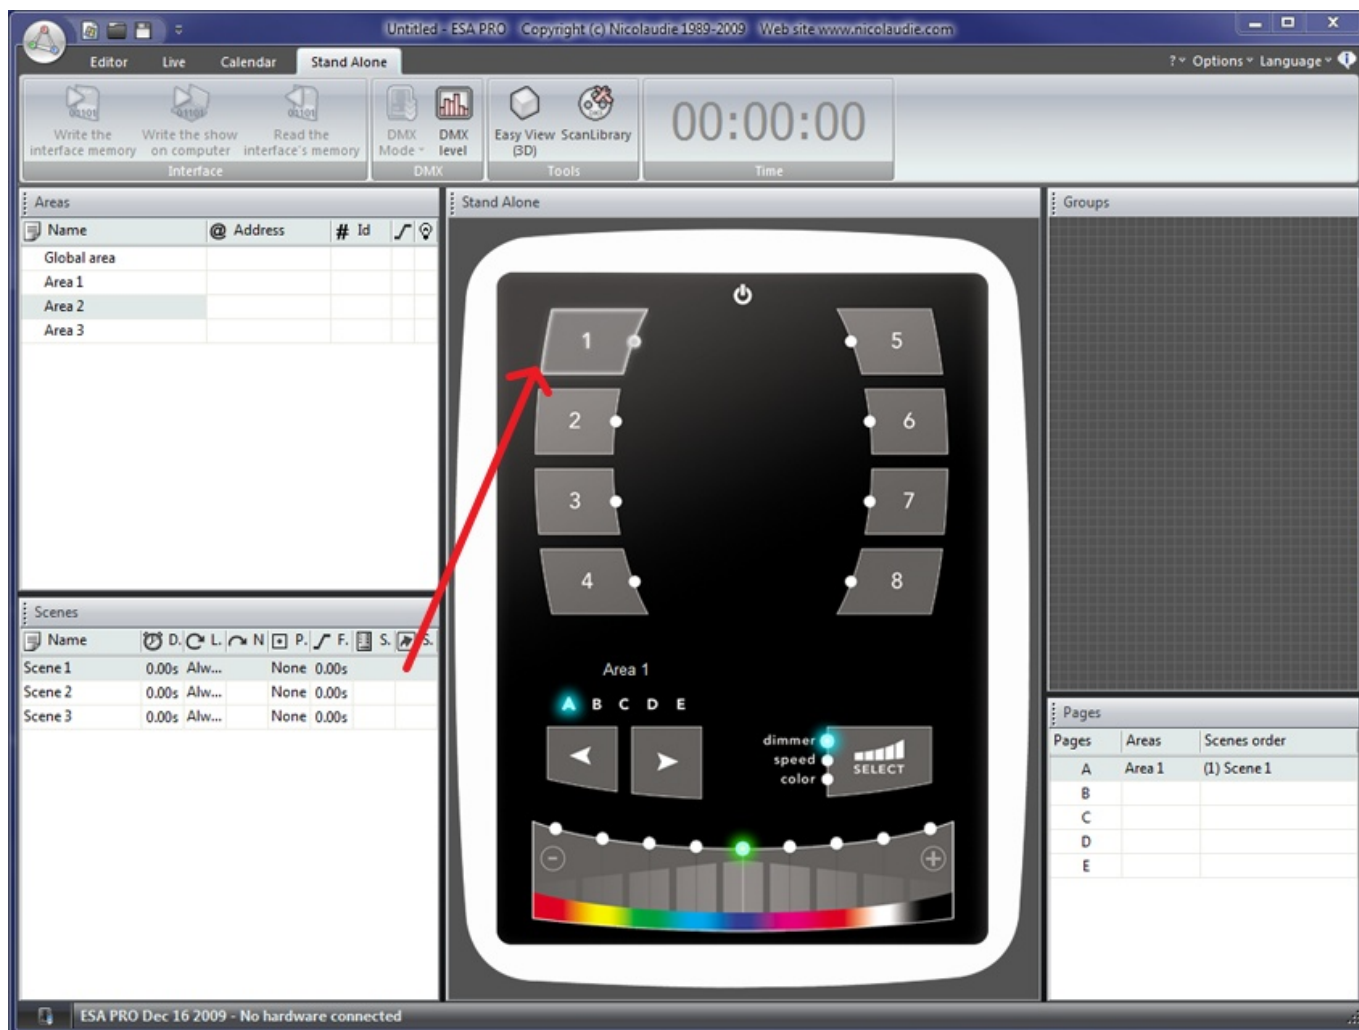 Untitled - ESA PRO Copyright (c) Nicolaudie 1989-2009 Web site www.nicolaudie.com
Editor Live Calendar Stand Alone ? Options Language
01101 01101 01101
Write the interface memory
Write the show on computer
Read the interface's memory
DMX Mode
DMX level
Easy View (3D)
ScanLibrary
00:00:00
Interface DMX Tools Time
Areas
Name @ Address # Id
Global area
Area 1
Area 2
Area 3
Scenes
Name D. L. N P. F. S. S.
Scene 1 0.00s Alw... None 0.00s
Scene 2 0.00s Alw... None 0.00s
Scene 3 0.00s Alw... None 0.00s
Stand Alone
1 5
2 6
3 7
4 8
Area 1
A B C D E
dimmer
speed
color
SELECT
- +
Groups
Pages
Pages Areas Scenes order
A Area 1 (1) Scene 1
B
C
D
E
ESA PRO Dec 16 2009 - No hardware connected